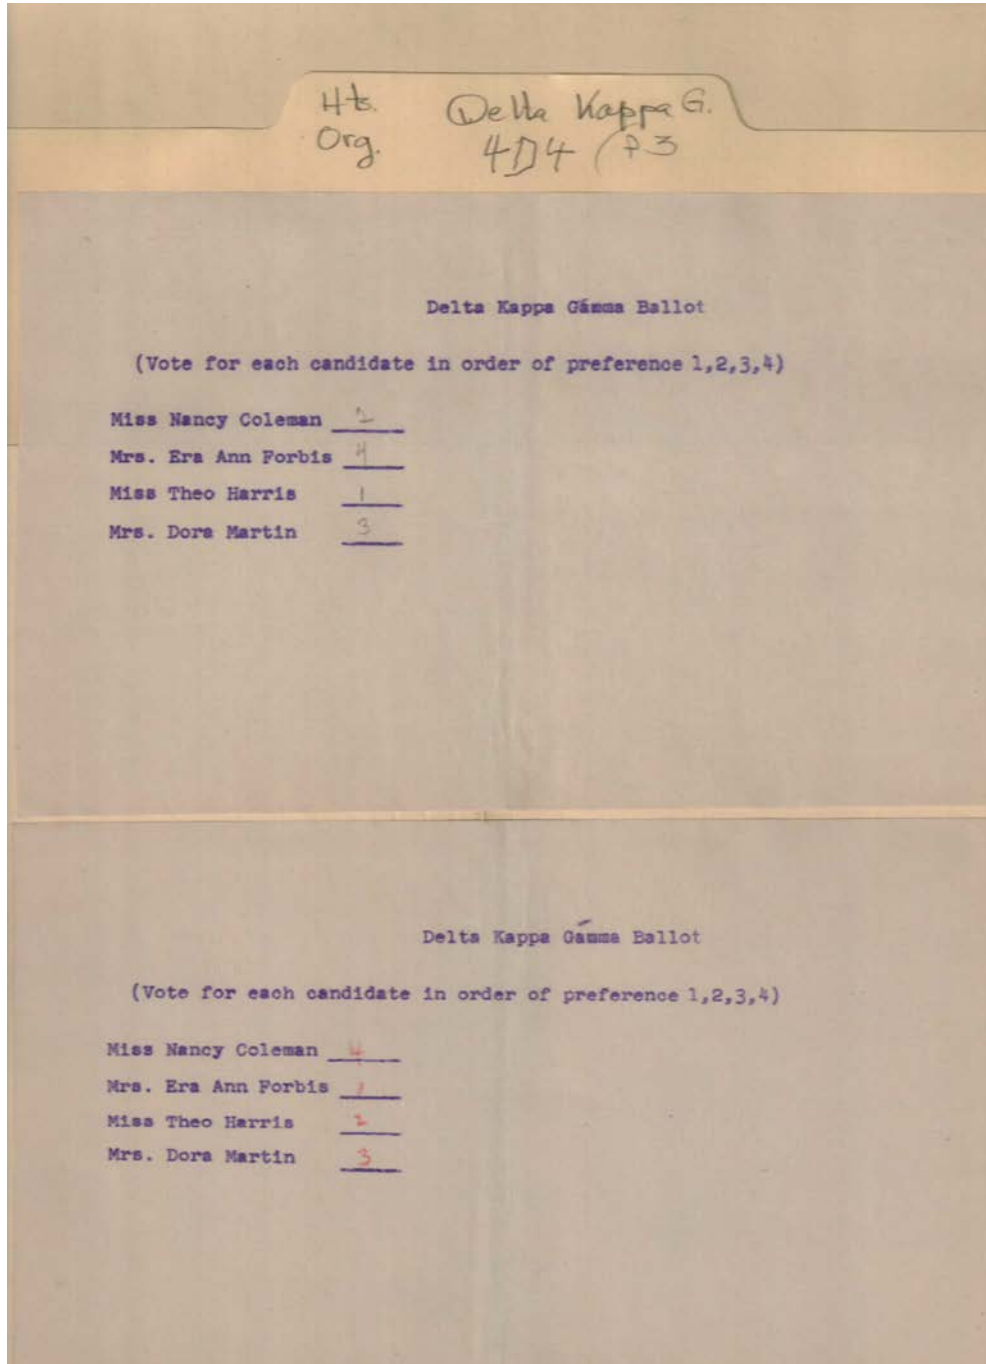 Hts. Delta Kappa G.
Org. 4D4 (P3
Delta Kappa Gamma Ballot
(Vote for each candidate in order of preference 1,2,3,4)
Miss Nancy Coleman 2
Mrs. Era Ann Forbis 4
Miss Theo Harris 1
Mrs. Dora Martin 3
Delta Kappa Gamma Ballot
(Vote for each candidate in order of preference 1,2,3,4)
Miss Nancy Coleman 4
Mrs. Era Ann Forbis 1
Miss Theo Harris 2
Mrs. Dora Martin 3